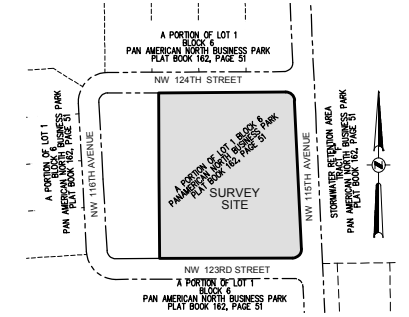 A PORTION OF LOT 1
BLOCK 6
PAN AMERICAN NORTH BUSINESS PARK
PLAT BOOK 162, PAGE 51
NW 124TH STREET
A PORTION OF LOT 1
BLOCK 6
PAN AMERICAN NORTH BUSINESS PARK
PLAT BOOK 162, PAGE 51
NW 116TH AVENUE
A PORTION OF LOT 1 BLOCK 6
PANAMERICAN NORTH BUSINESS PARK
PLAT BOOK 162, PAGE 51
SURVEY
SITE
NW 115TH AVENUE
STORMWATER RETENTION AREA
TRACT "F"
PAN AMERICAN NORTH BUSINESS PARK
PLAT BOOK 162, PAGE 51
N
NW 123RD STREET
A PORTION OF LOT 1
BLOCK 6
PAN AMERICAN NORTH BUSINESS PARK
PLAT BOOK 162, PAGE 51